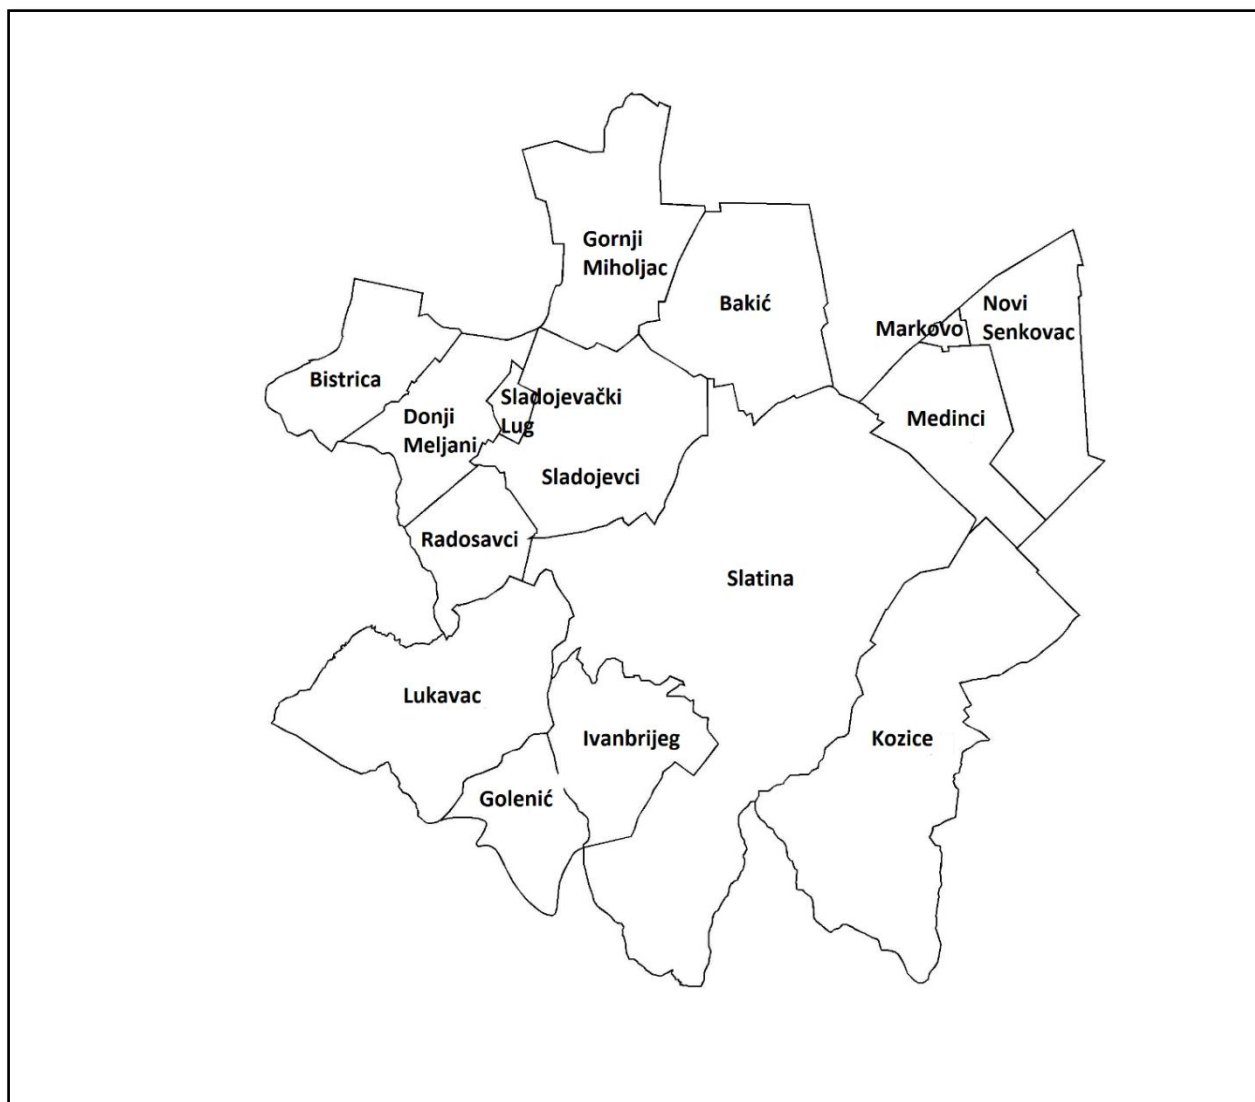 Gornji
Miholjac
Bakić
Novi
Senkovac
Markovo
Bistrica
Sladojevački
Lug
Donji
Meljani
Medinci
Sladojevci
Radosavci
Slatina
Lukavac
Ivanbrijeg
Kozice
Golenić